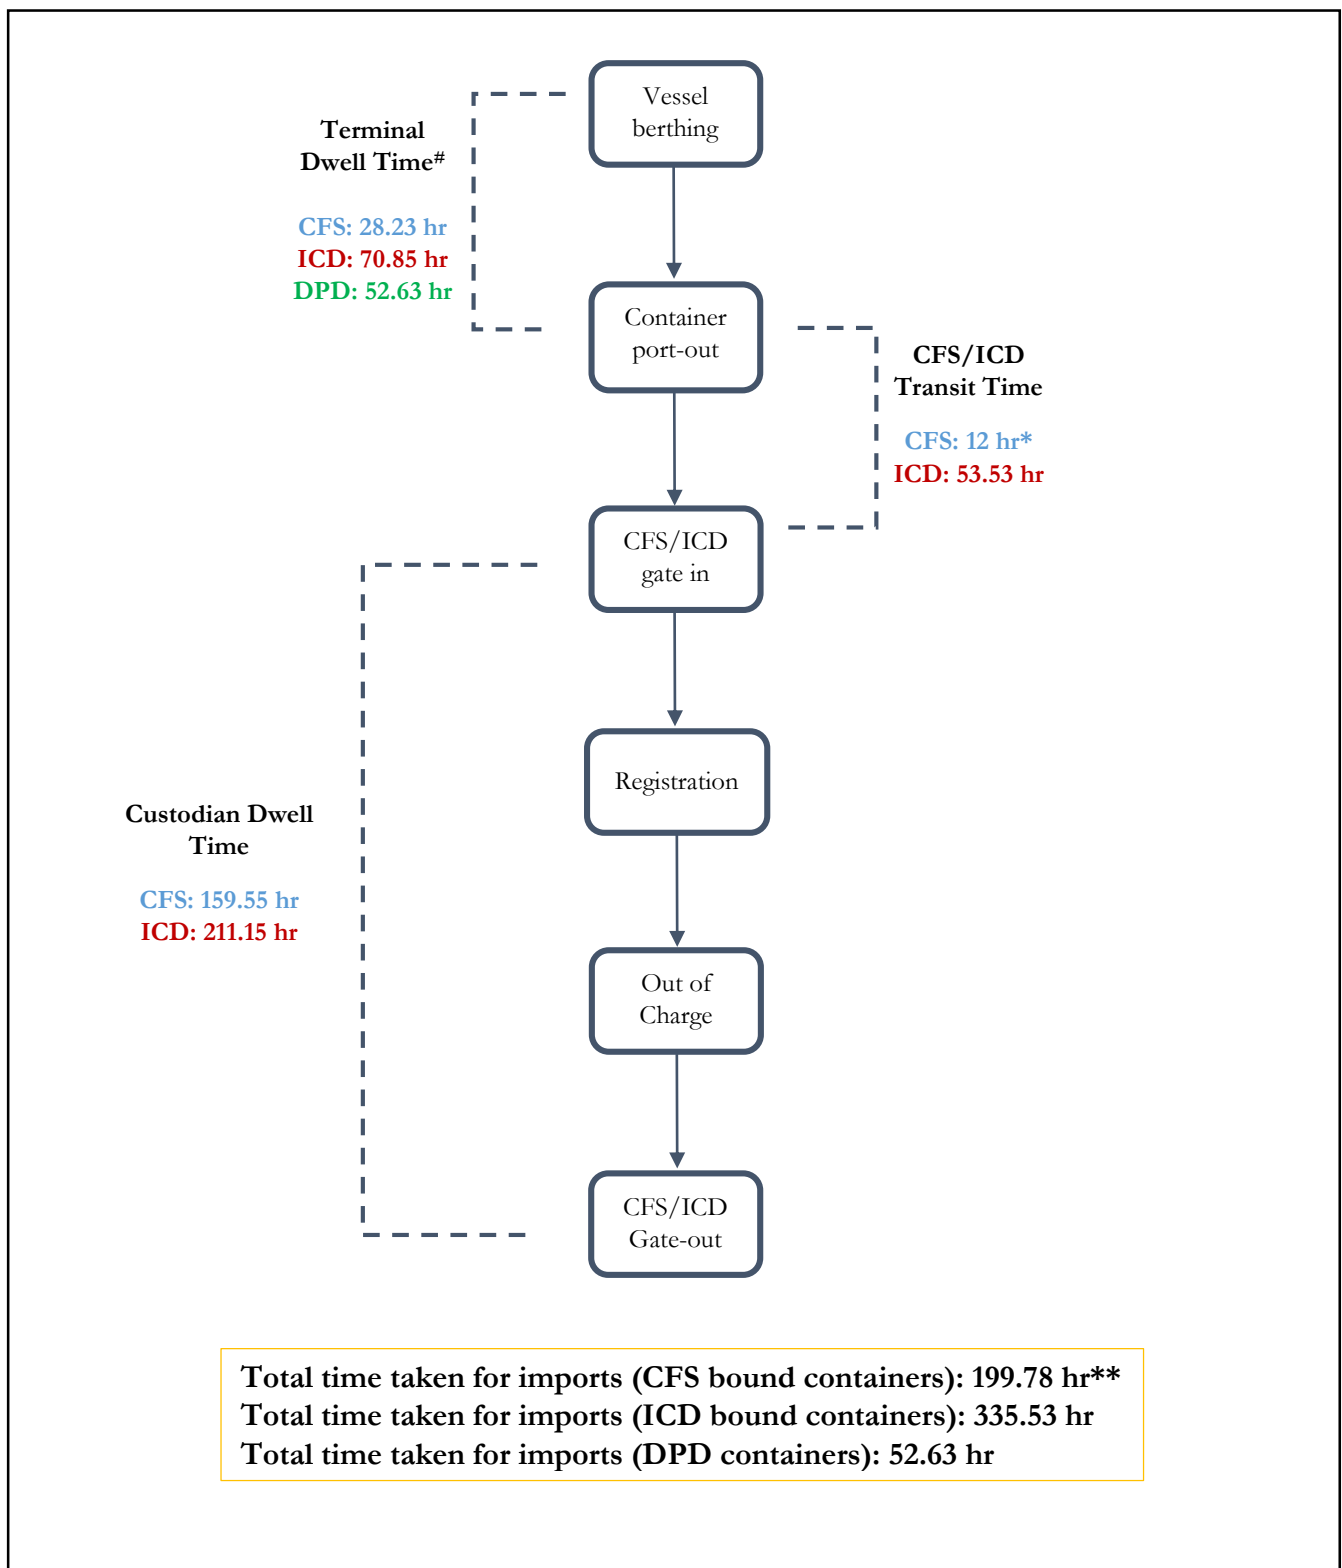 Vessel
berthing
Terminal
Dwell Time#
CFS: 28.23 hr
ICD: 70.85 hr
DPD: 52.63 hr
Container
port-out
CFS/ICD
Transit Time
CFS: 12 hr*
ICD: 53.53 hr
CFS/ICD
gate in
Registration
Custodian Dwell
Time
CFS: 159.55 hr
ICD: 211.15 hr
Out of
Charge
CFS/ICD
Gate-out
Total time taken for imports (CFS bound containers): 199.78 hr**
Total time taken for imports (ICD bound containers): 335.53 hr
Total time taken for imports (DPD containers): 52.63 hr